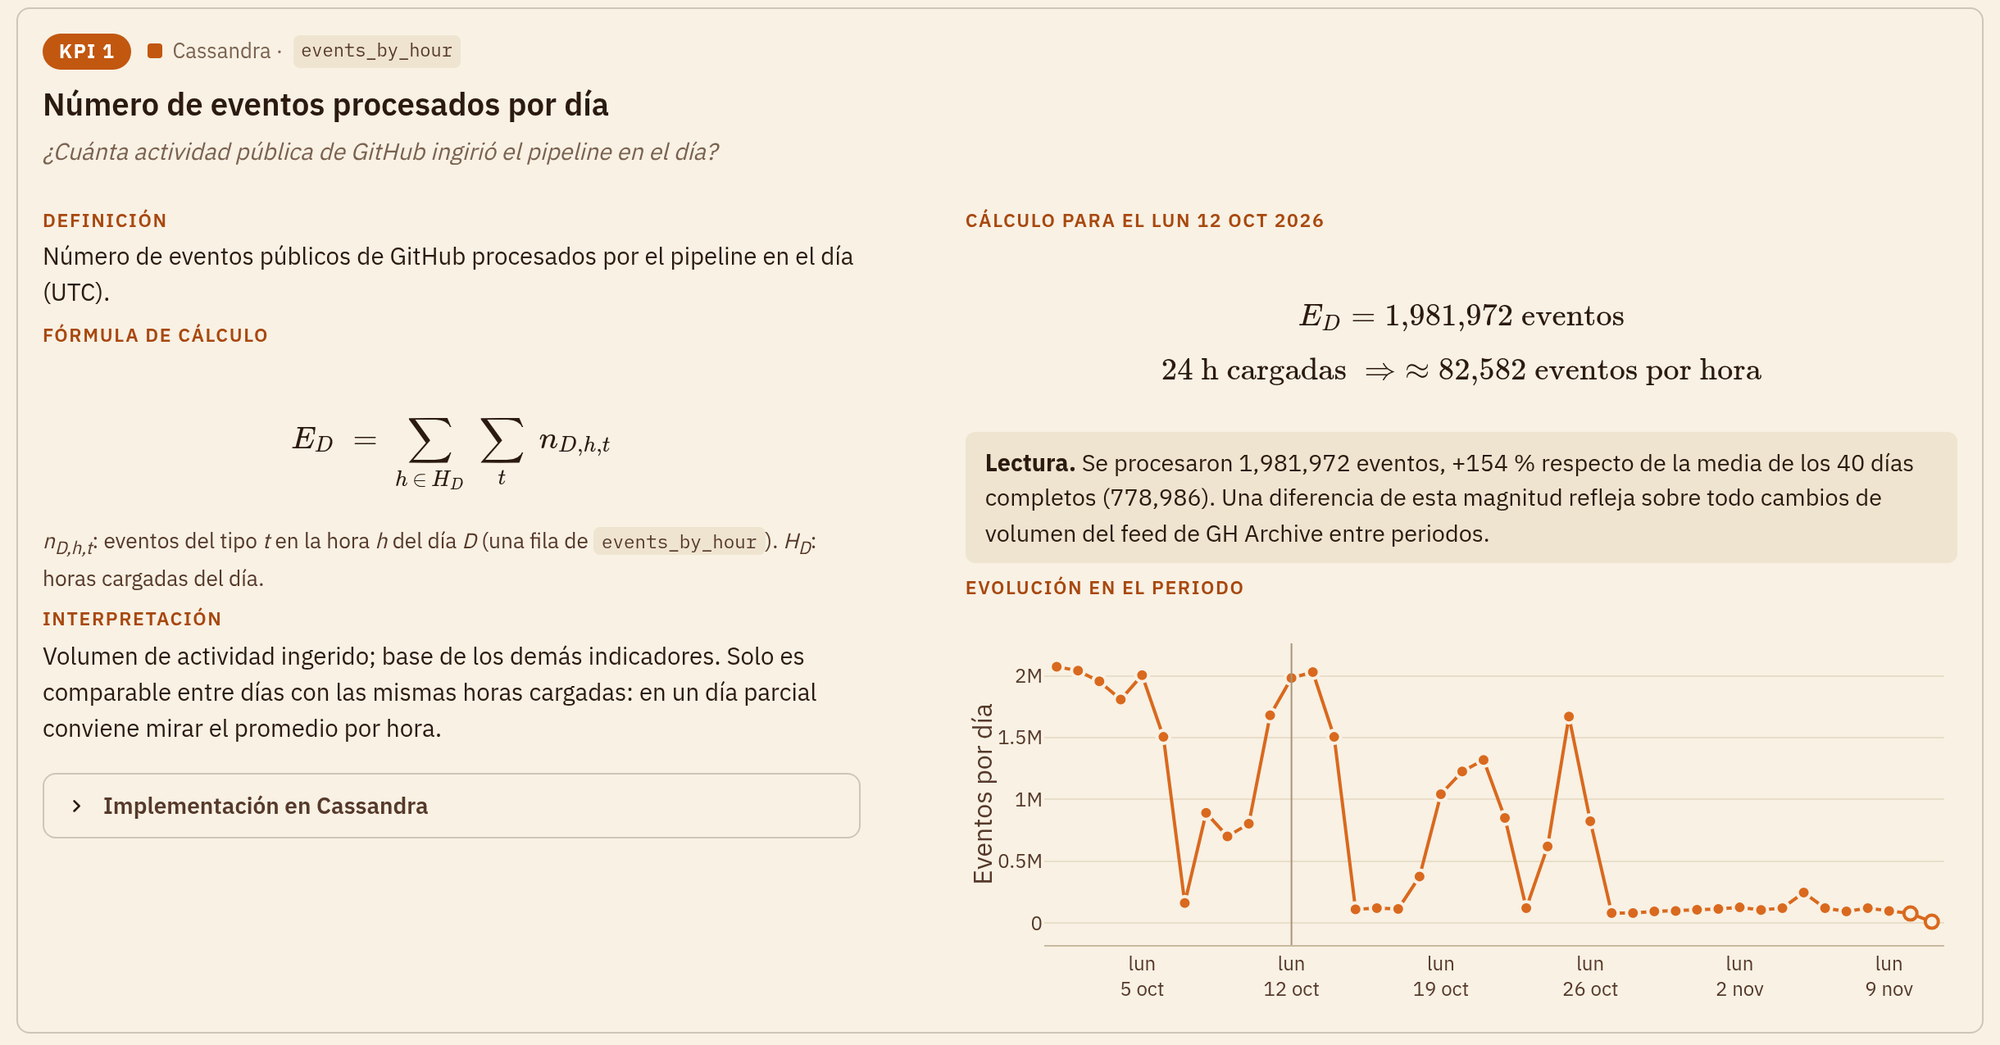 KPI 1 Cassandra · events_by_hour
Número de eventos procesados por día
¿Cuánta actividad pública de GitHub ingirió el pipeline en el día?
DEFINICIÓN
Número de eventos públicos de GitHub procesados por el pipeline en el día
(UTC).
FÓRMULA DE CÁLCULO
E_D = ∑_{h ∈ H_D} ∑_t n_{D,h,t}
n_{D,h,t}: eventos del tipo t en la hora h del día D (una fila de events_by_hour). H_D:
horas cargadas del día.
INTERPRETACIÓN
Volumen de actividad ingerido; base de los demás indicadores. Solo es
comparable entre días con las mismas horas cargadas: en un día parcial
conviene mirar el promedio por hora.
Implementación en Cassandra
CÁLCULO PARA EL LUN 12 OCT 2026
E_D = 1,981,972 eventos
24 h cargadas ⇒ ≈ 82,582 eventos por hora
Lectura. Se procesaron 1,981,972 eventos, +154 % respecto de la media de los 40 días
completos (778,986). Una diferencia de esta magnitud refleja sobre todo cambios de
volumen del feed de GH Archive entre periodos.
EVOLUCIÓN EN EL PERIODO
Eventos por día
2M
1.5M
1M
0.5M
0
lun lun lun lun lun lun
5 oct 12 oct 19 oct 26 oct 2 nov 9 nov